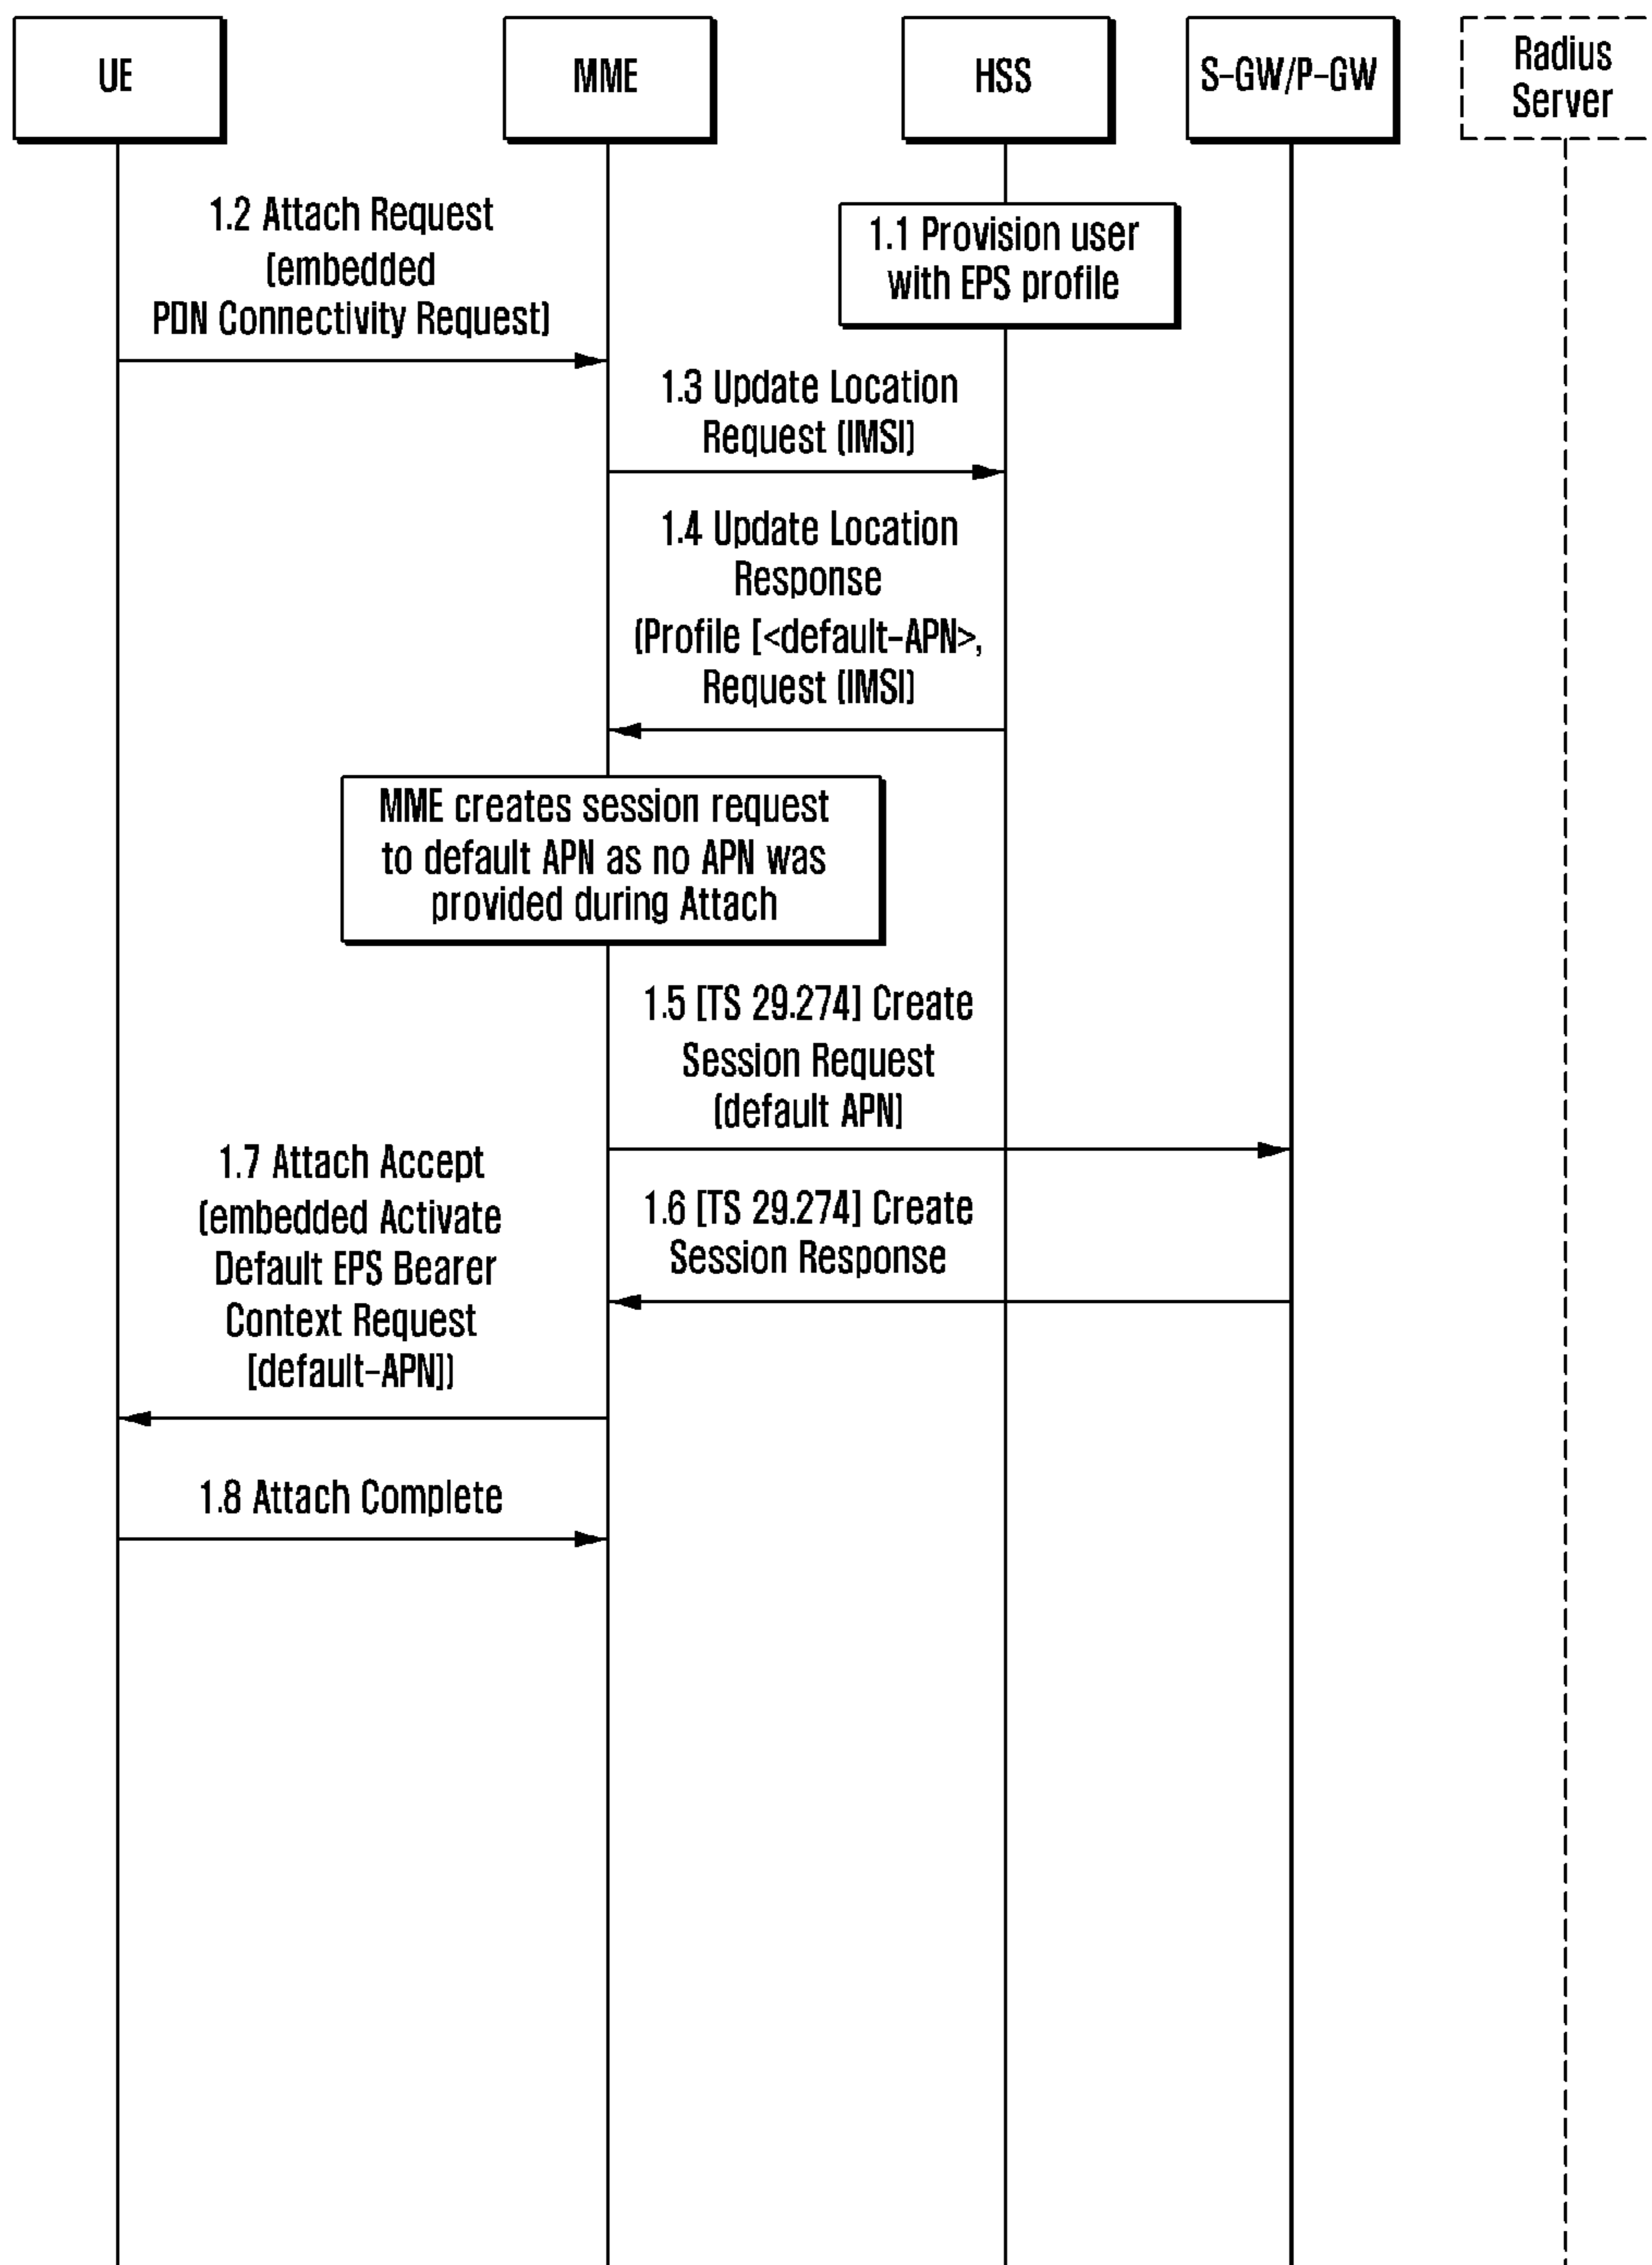 UE
MME
HSS
S-GW/P-GW
Radius
Server
1.1 Provision user
with EPS profile
1.2 Attach Request
(embedded
PDN Connectivity Request)
1.3 Update Location
Request (IMSI)
1.4 Update Location
Response
(Profile [<default-APN>,
Request (IMSI)
MME creates session request
to default APN as no APN was
provided during Attach
1.5 [TS 29.274] Create
Session Request
(default APN)
1.6 [TS 29.274] Create
Session Response
1.7 Attach Accept
(embedded Activate
Default EPS Bearer
Context Request
[default-APN])
1.8 Attach Complete